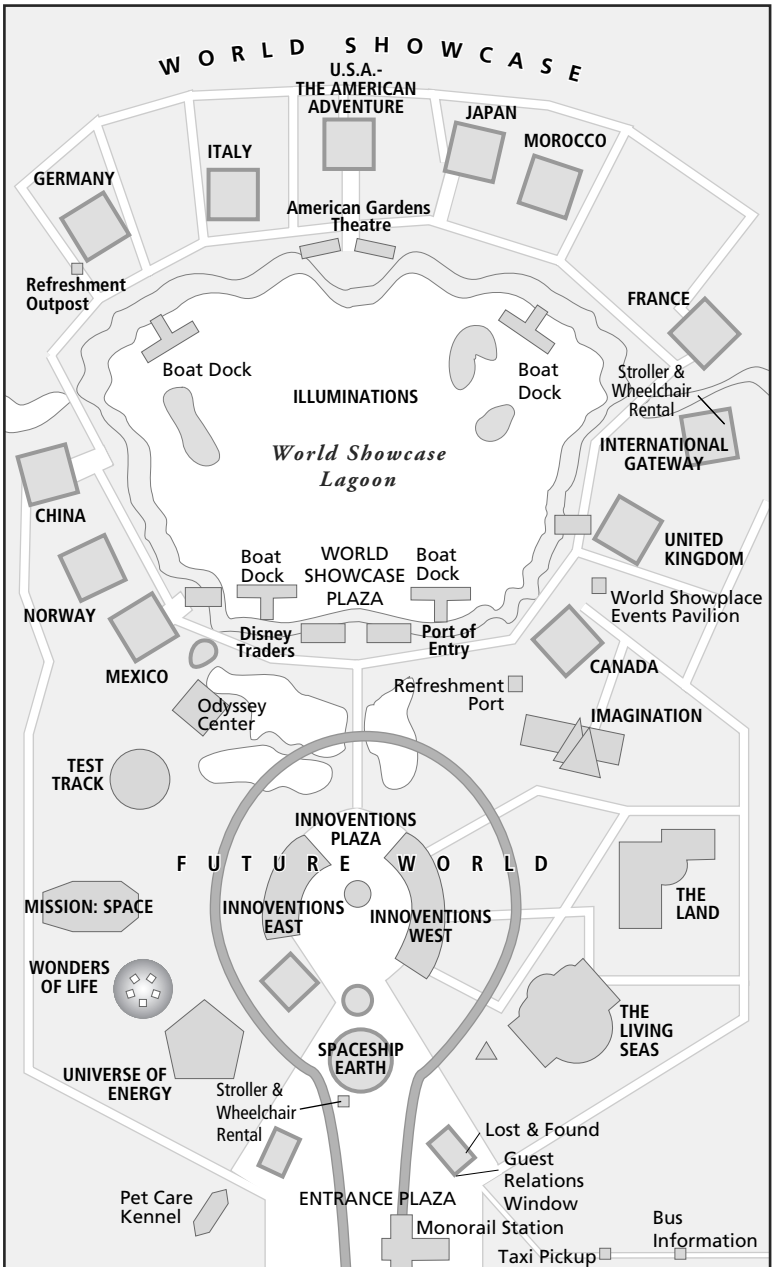 WORLD SHOWCASE
U.S.A.-
THE AMERICAN
ADVENTURE
JAPAN
MOROCCO
ITALY
GERMANY
American Gardens
Theatre
Refreshment
Outpost
FRANCE
Boat Dock
Boat
Dock
Stroller &
Wheelchair
Rental
ILLUMINATIONS
INTERNATIONAL
GATEWAY
World Showcase
Lagoon
CHINA
UNITED
KINGDOM
Boat
Dock
WORLD
SHOWCASE
PLAZA
Boat
Dock
NORWAY
World Showplace
Events Pavilion
Disney
Traders
Port of
Entry
MEXICO
CANADA
Refreshment
Port
Odyssey
Center
IMAGINATION
TEST
TRACK
INNOVENTIONS
PLAZA
FUTURE WORLD
MISSION: SPACE
INNOVENTIONS
EAST
INNOVENTIONS
WEST
THE
LAND
WONDERS
OF LIFE
THE
LIVING
SEAS
SPACESHIP
EARTH
UNIVERSE OF
ENERGY
Stroller &
Wheelchair
Rental
Lost & Found
Guest
Relations
Window
Pet Care
Kennel
ENTRANCE PLAZA
Monorail Station
Bus
Information
Taxi Pickup